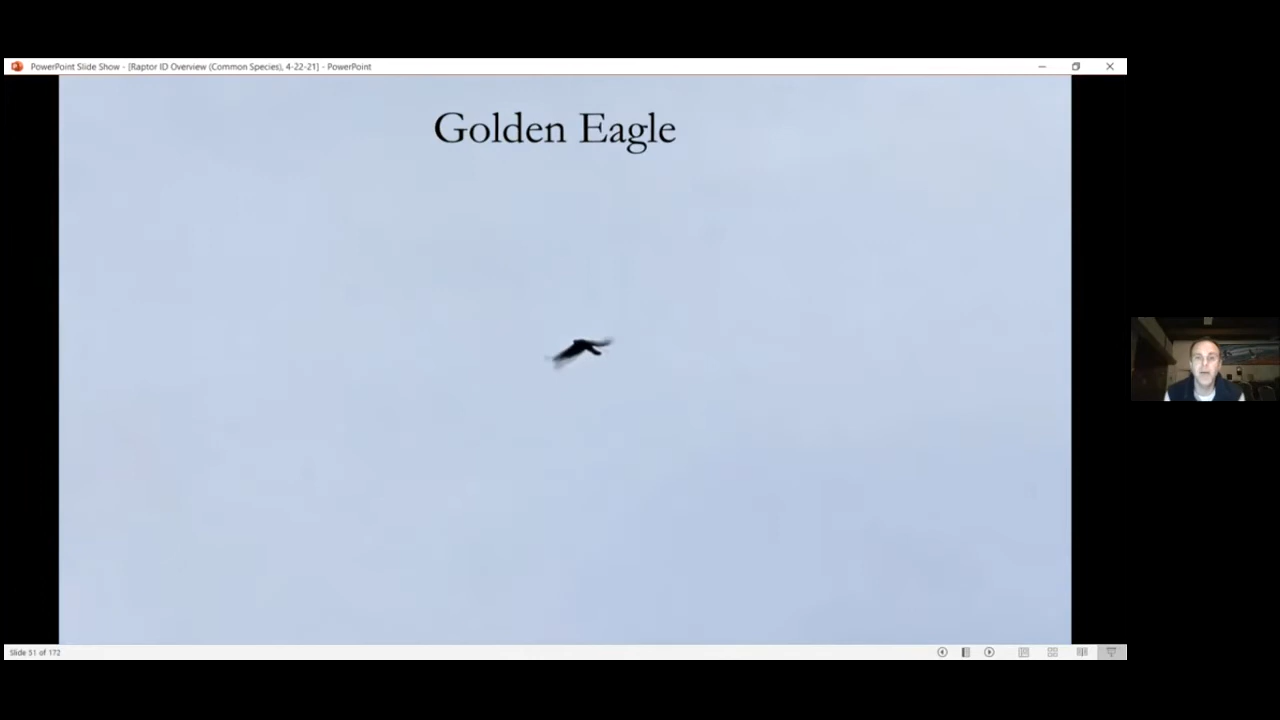 PowerPoint Slide Show - [Raptor ID Overview (Common Species), 4-22-21] - PowerPoint
Golden Eagle
Slide 51 of 172